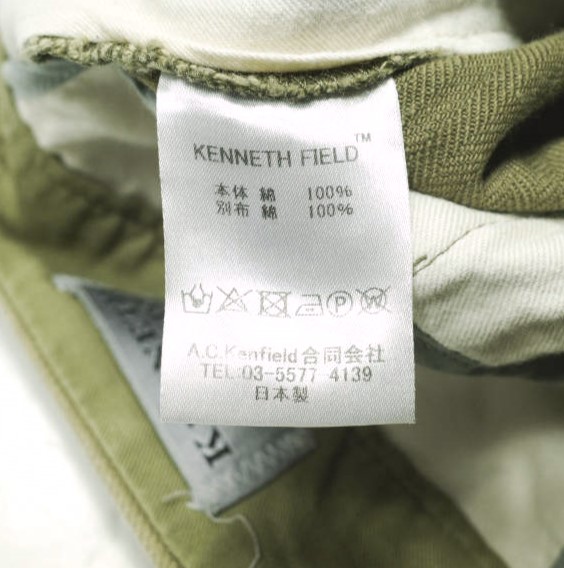 KENNETH FIELD™
本体 綿 100%
別布 綿 100%
P W
A.C.Kenfield合同会社
TEL:03-5577-4139
日本製